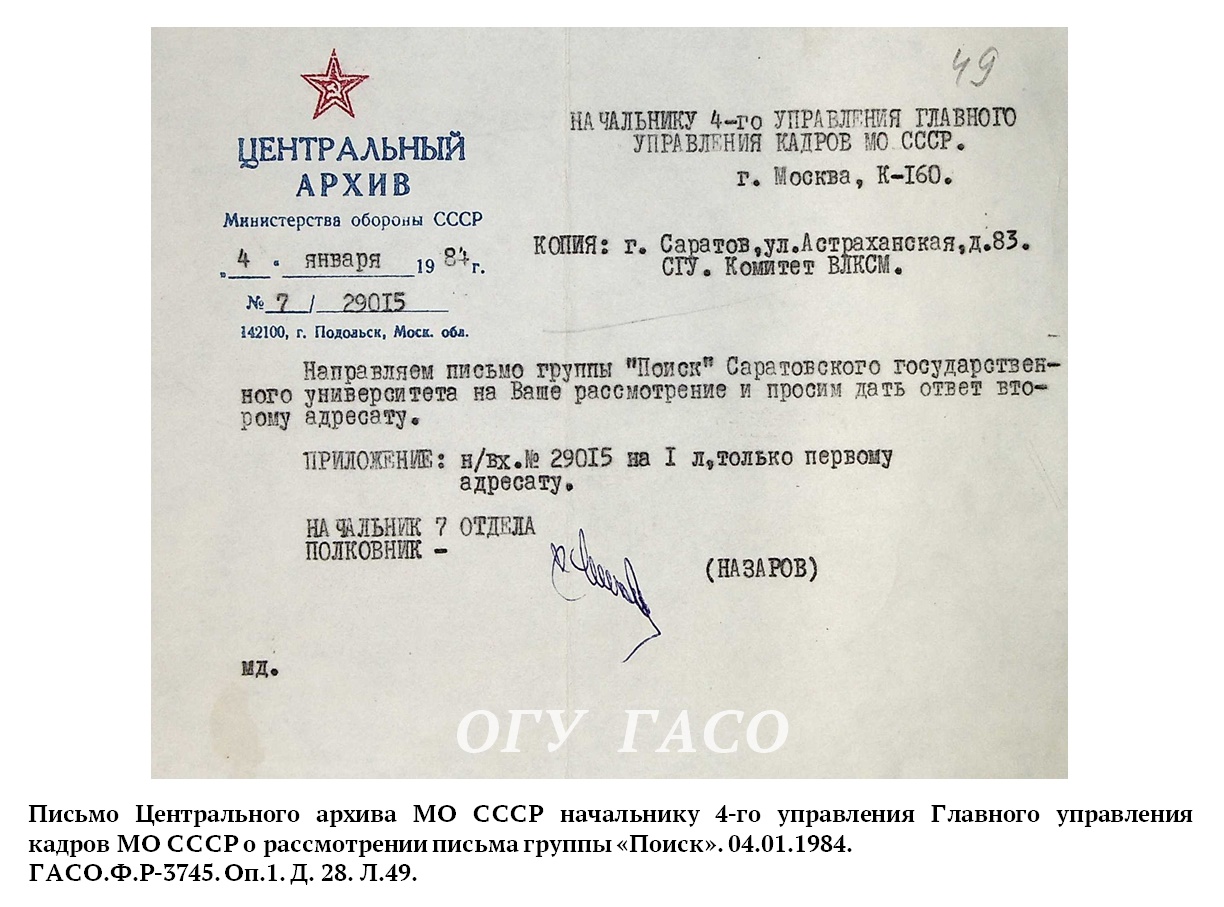 49
ЦЕНТРАЛЬНЫЙ
АРХИВ
Министерства обороны СССР
„4" января 1984 г.
№ 7 / 29015
142100, г. Подольск, Моск. обл.
НАЧАЛЬНИКУ 4-го УПРАВЛЕНИЯ ГЛАВНОГО
УПРАВЛЕНИЯ КАДРОВ МО СССР.
г. Москва, К-160.
КОПИЯ: г. Саратов,ул.Астраханская,д.83.
СГУ. Комитет ВЛКСМ.
Направляем письмо группы "Поиск" Саратовского государствен-
ного университета на Ваше рассмотрение и просим дать ответ вто-
рому адресату.
ПРИЛОЖЕНИЕ: н/вх.№ 29015 на I л,только первому
адресату.
НАЧАЛЬНИК 7 ОТДЕЛА
ПОЛКОВНИК -
(НАЗАРОВ)
мд.
ОГУ ГАСО
Письмо Центрального архива МО СССР начальнику 4-го управления Главного управления
кадров МО СССР о рассмотрении письма группы «Поиск». 04.01.1984.
ГАСО.Ф.Р-3745. Оп.1. Д. 28. Л.49.